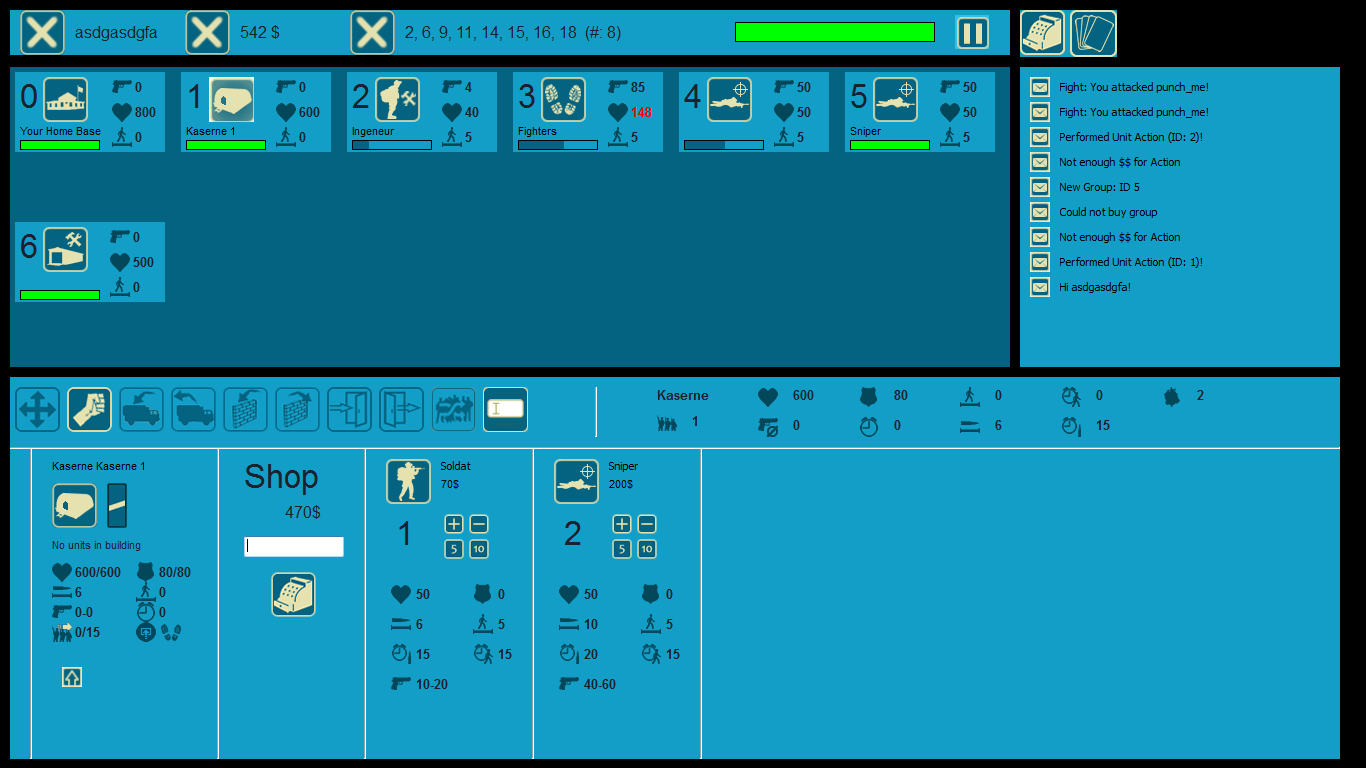 asdgasdgfa 542 $ 2, 6, 9, 11, 14, 15, 16, 18 (#: 8)
0 0 800 0 Your Home Base
1 0 600 0 Kaserne 1
2 4 40 5 Ingeneur
3 85 148 5 Fighters
4 50 50 5
5 50 50 5 Sniper
6 0 500 0
Fight: You attacked punch_me!
Fight: You attacked punch_me!
Performed Unit Action (ID: 2)!
Not enough $$ for Action
New Group: ID 5
Could not buy group
Not enough $$ for Action
Performed Unit Action (ID: 1)!
Hi asdgasdgfa!
Kaserne 600 80 0 0 2
1 0 0 6 15
Kaserne Kaserne 1
No units in building
600/600 80/80
6 0
0-0 0
0/15
Shop
470$
Soldat
70$
1
5 10
50 0
6 5
15 15
10-20
Sniper
200$
2
5 10
50 0
10 5
20 15
40-60